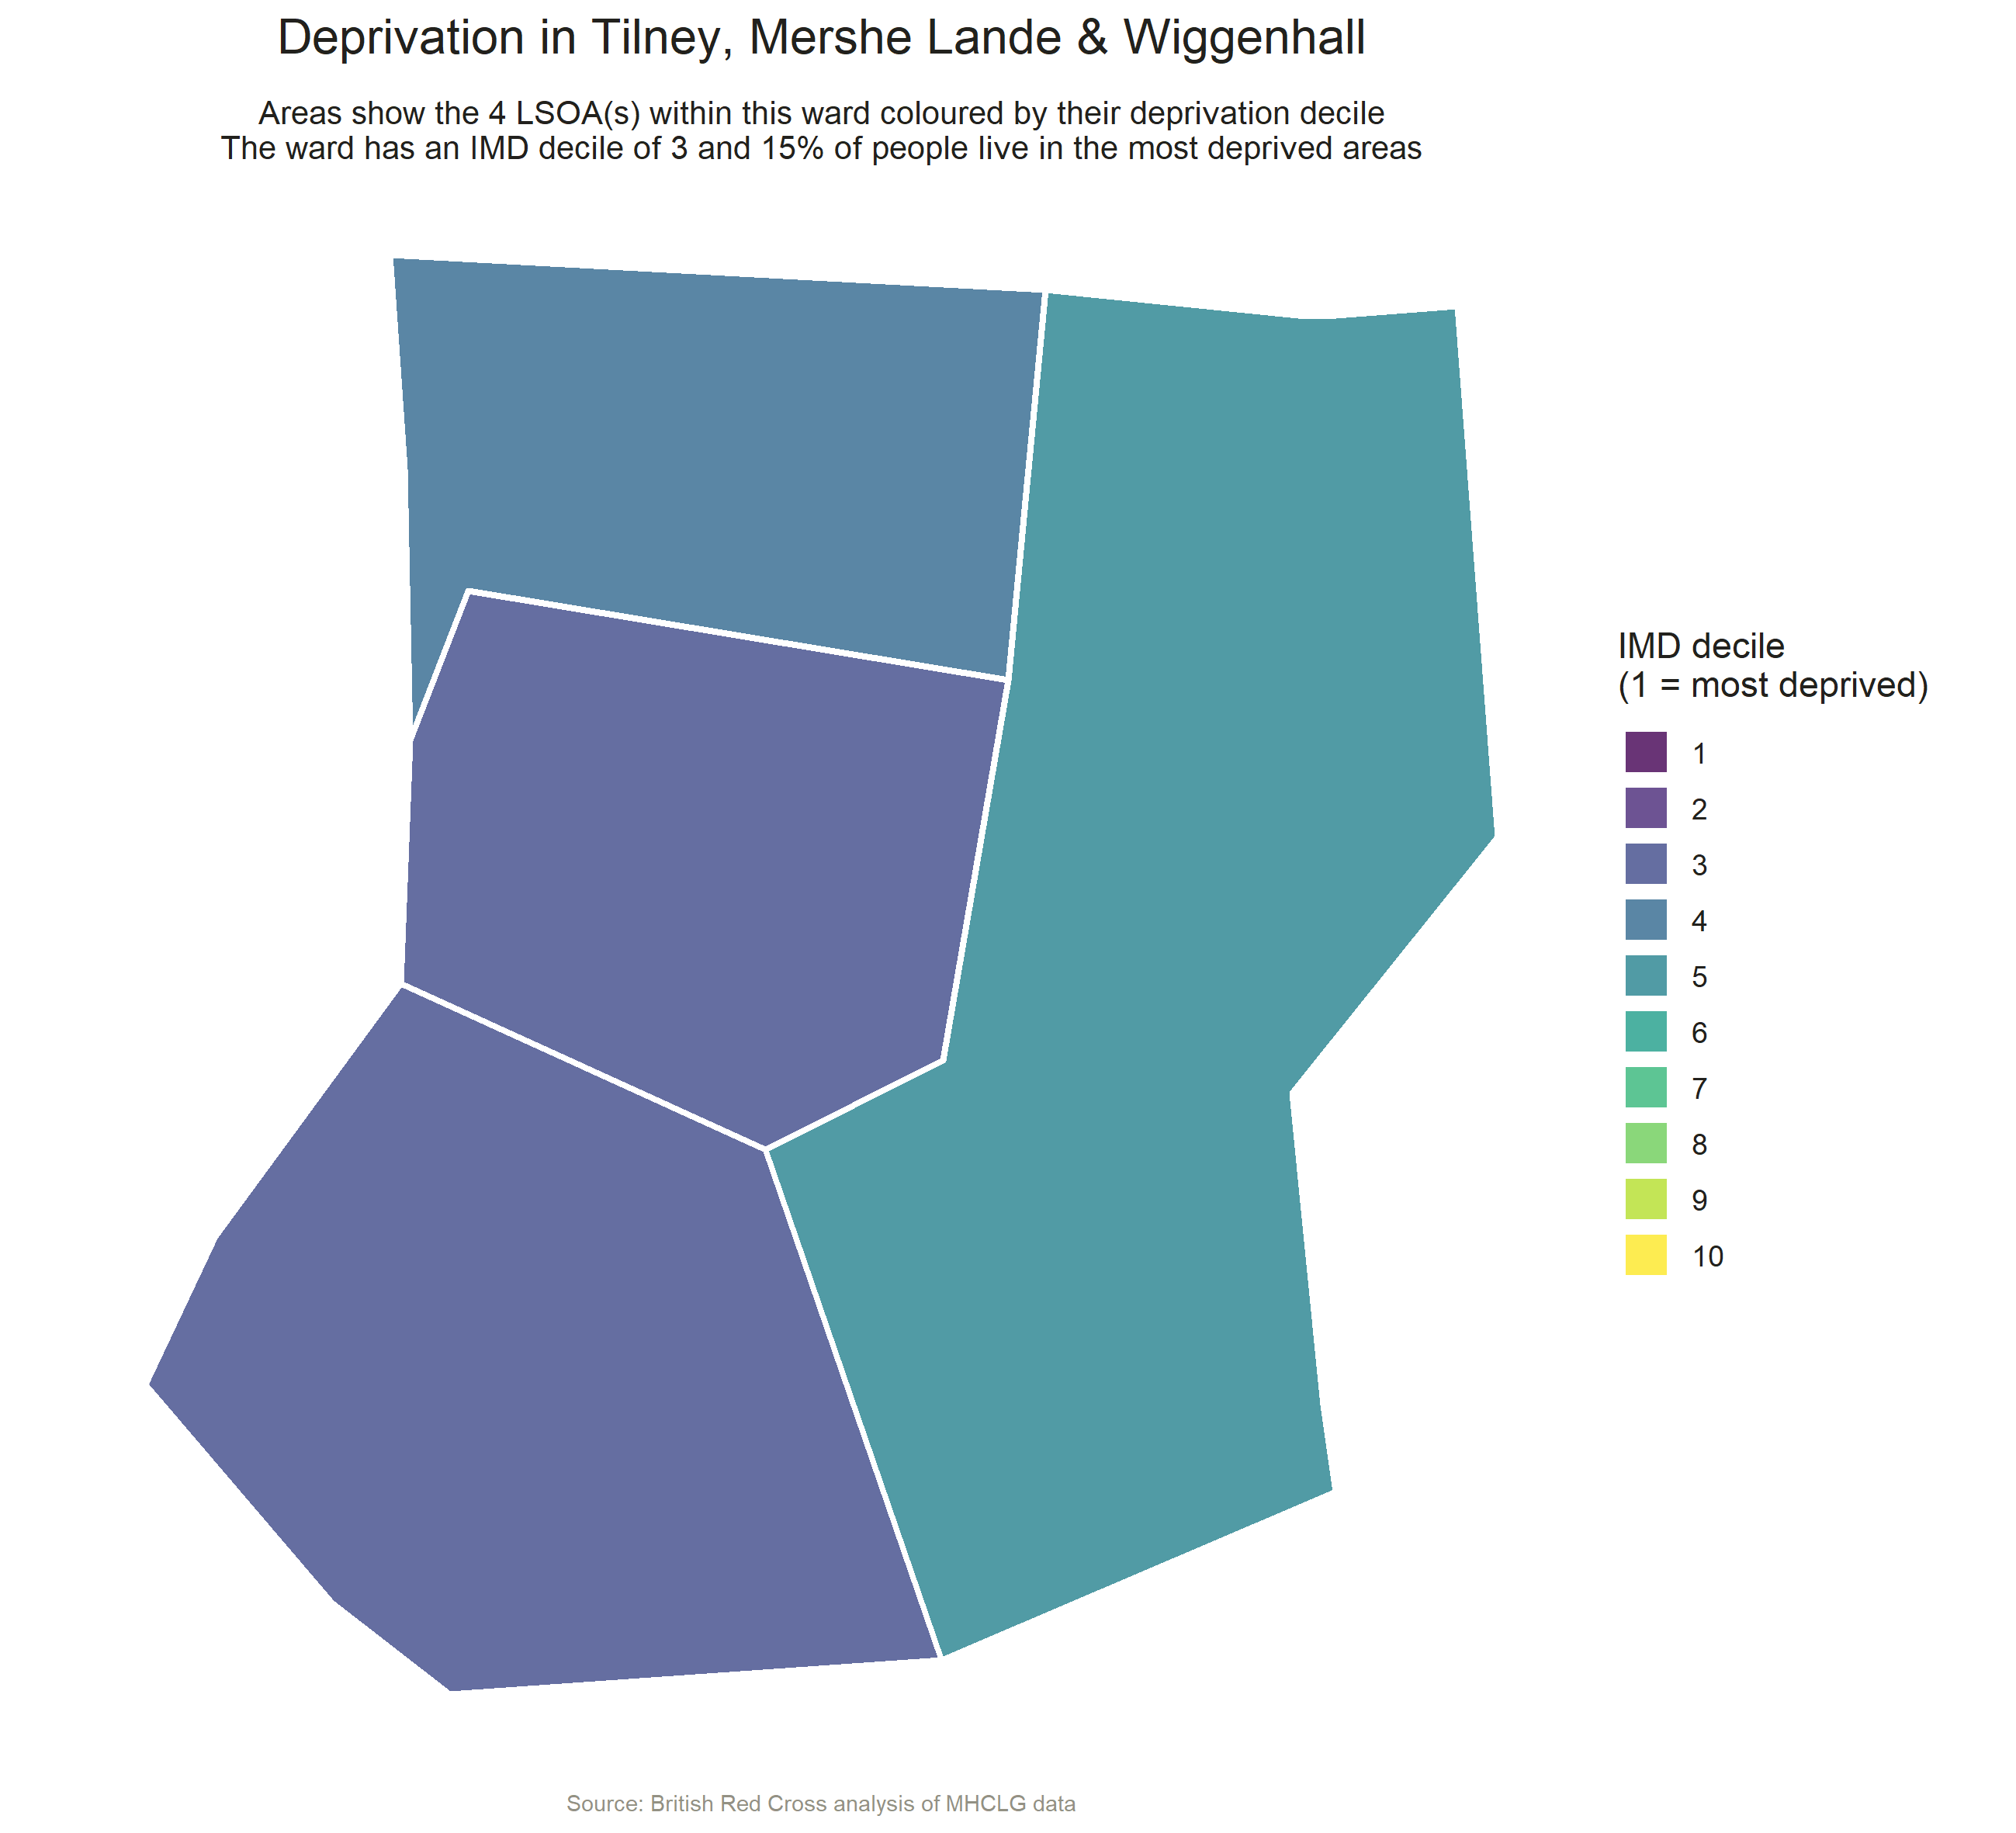 Deprivation in Tilney, Mershe Lande & Wiggenhall
Areas show the 4 LSOA(s) within this ward coloured by their deprivation decile
The ward has an IMD decile of 3 and 15% of people live in the most deprived areas
IMD decile
(1 = most deprived)
1
2
3
4
5
6
7
8
9
10
Source: British Red Cross analysis of MHCLG data